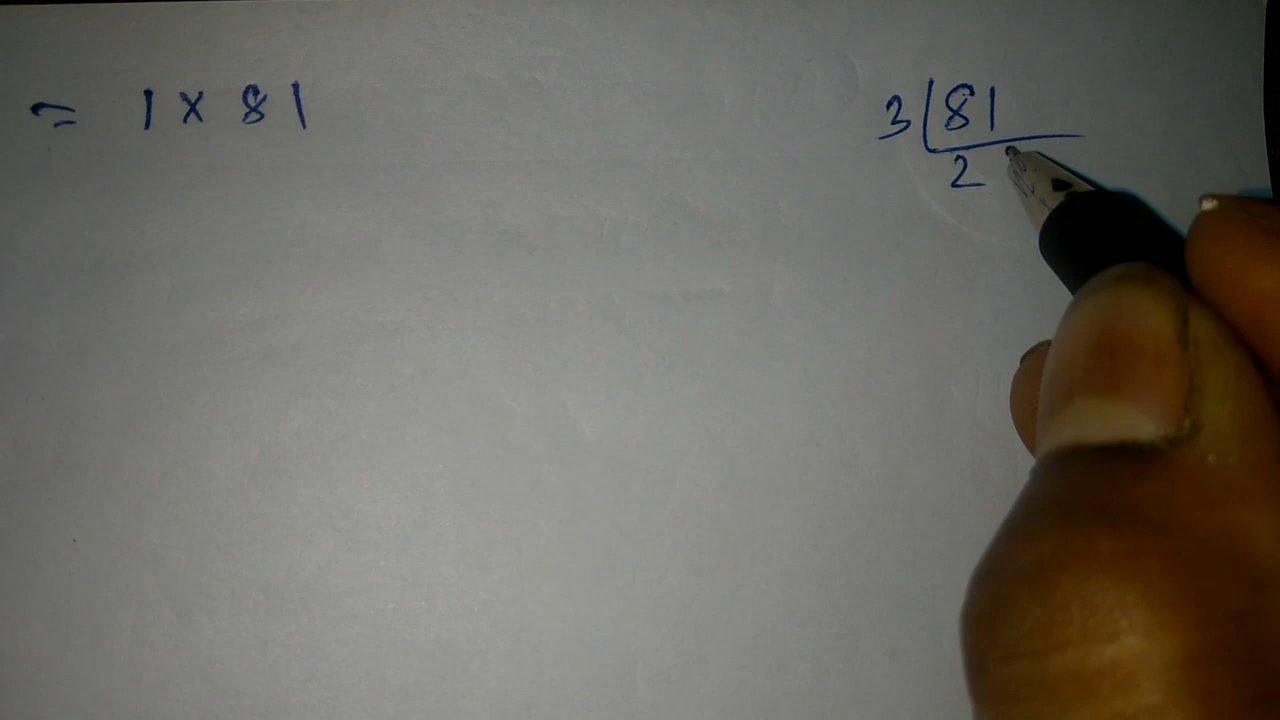 = 1 × 81
3 | 81
2